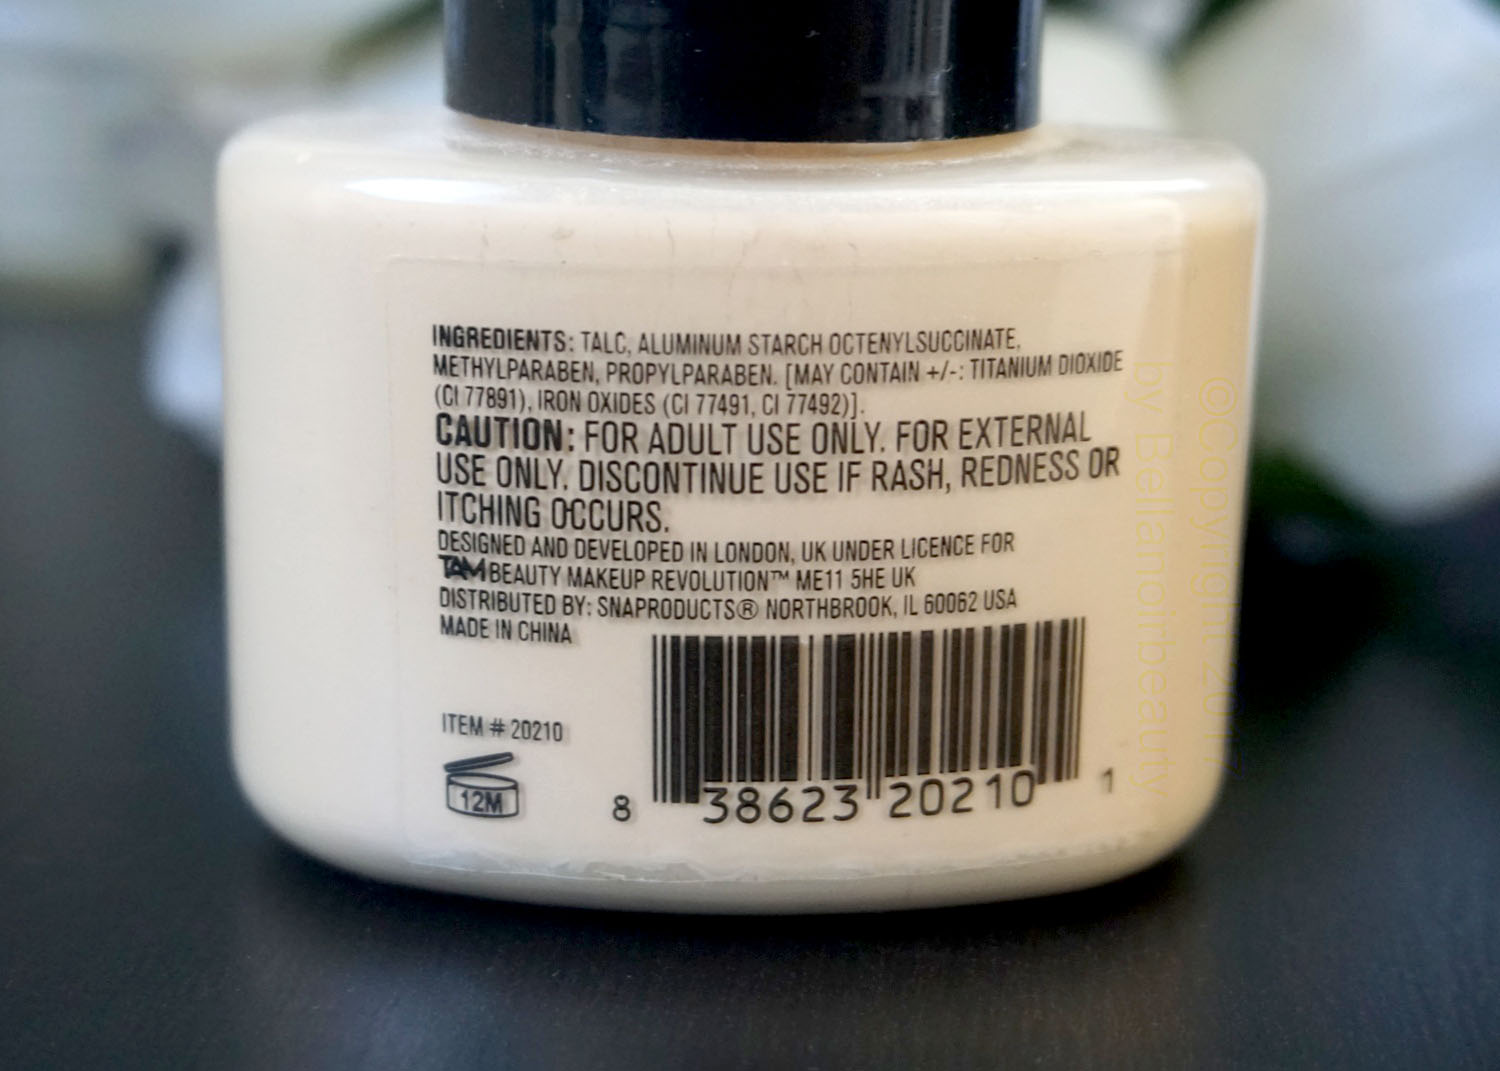 INGREDIENTS: TALC, ALUMINUM STARCH OCTENYLSUCCINATE,
METHYLPARABEN, PROPYLPARABEN. [MAY CONTAIN +/-: TITANIUM DIOXIDE
(CI 77891), IRON OXIDES (CI 77491, CI 77492)].
CAUTION: FOR ADULT USE ONLY. FOR EXTERNAL
USE ONLY. DISCONTINUE USE IF RASH, REDNESS OR
ITCHING OCCURS.
DESIGNED AND DEVELOPED IN LONDON, UK UNDER LICENCE FOR
TAM BEAUTY MAKEUP REVOLUTION™ ME11 5HE UK
DISTRIBUTED BY: SNAPRODUCTS® NORTHBROOK, IL 60062 USA
MADE IN CHINA
ITEM # 20210
12M
8 38623 20210 1
©Copyright 2017
by Bellanoirbeauty